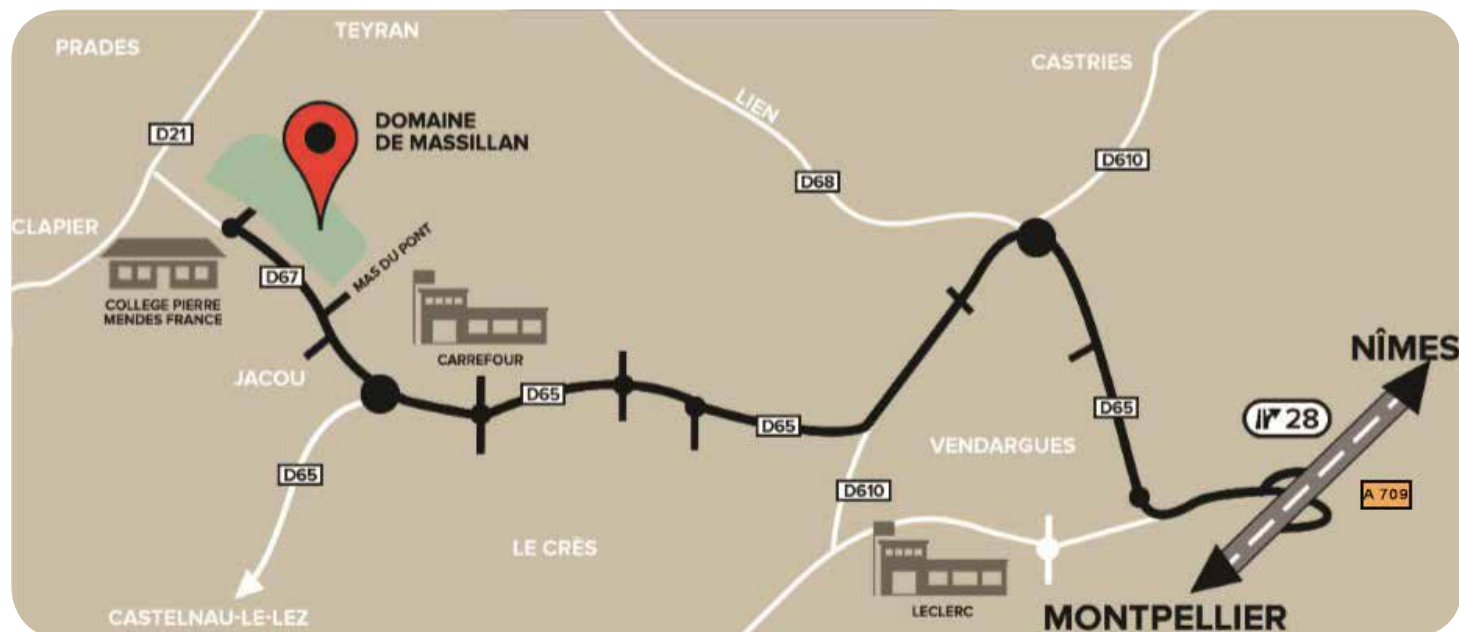 TEYRAN
PRADES
CASTRIES
LIEN
D21
DOMAINE
DE MASSILLAN
D610
D68
CLAPIER
MAS DU PONT
D67
COLLEGE PIERRE
MENDES FRANCE
CARREFOUR
NÎMES
JACOU
D65
D65
28
D65
VENDARGUES
D65
D610
A 709
LE CRÈS
LECLERC
CASTELNAU-LE-LEZ
MONTPELLIER